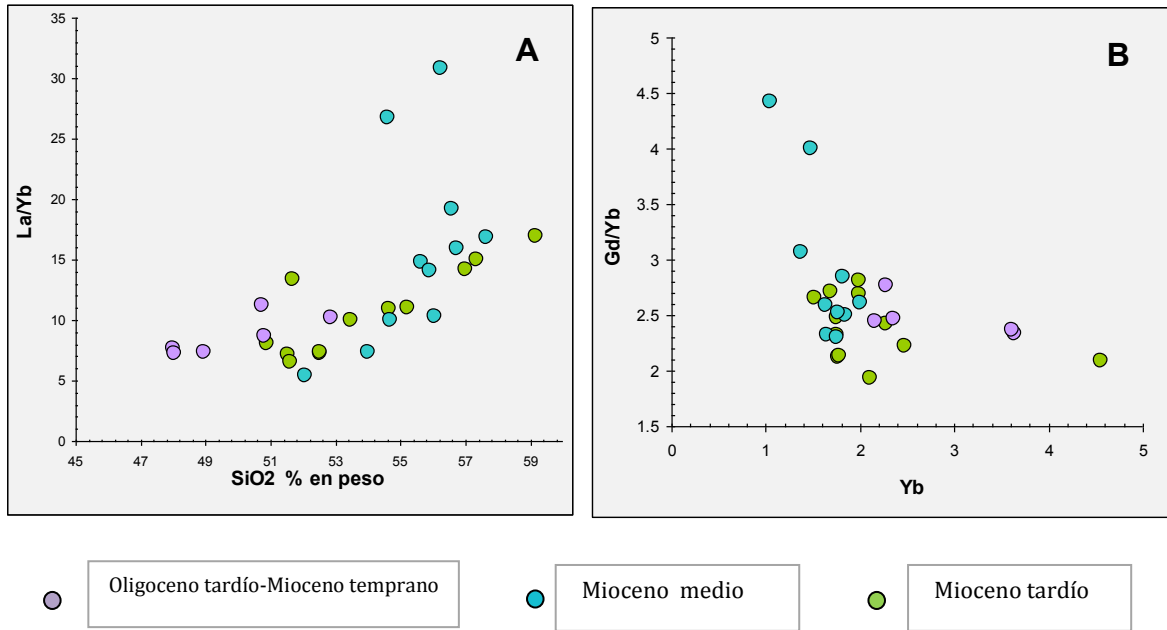 A
35
30
25
20
15
10
5
0
La/Yb
45 47 49 51 53 55 57 59
SiO2 % en peso
B
5
4.5
4
3.5
3
2.5
2
1.5
Gd/Yb
0 1 2 3 4 5
Yb
Oligoceno tardío-Mioceno temprano
Mioceno medio
Mioceno tardío